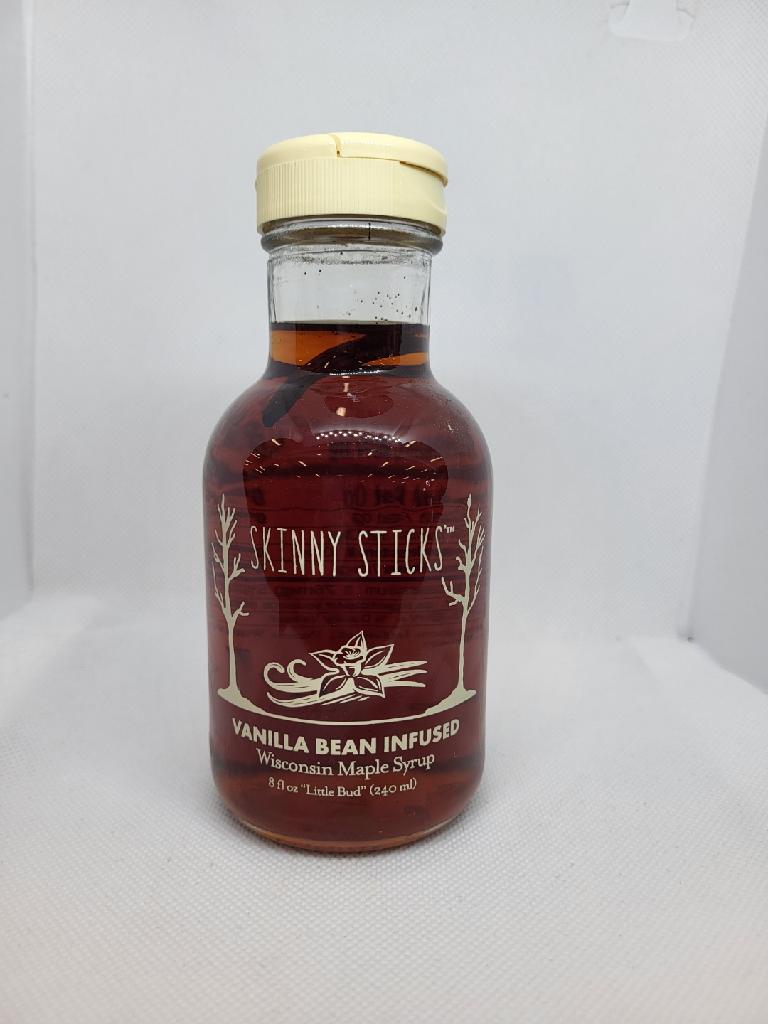 SKINNY STICKS™
VANILLA BEAN INFUSED
Wisconsin Maple Syrup
8 fl oz "Little Bud" (240 ml)